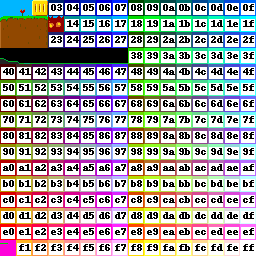 03 04 05 06 07 08 09 0a 0b 0c 0d 0e 0f
14 15 16 17 18 19 1a 1b 1c 1d 1e 1f
23 24 25 26 27 28 29 2a 2b 2c 2d 2e 2f
38 39 3a 3b 3c 3d 3e 3f
40 41 42 43 44 45 46 47 48 49 4a 4b 4c 4d 4e 4f
50 51 52 53 54 55 56 57 58 59 5a 5b 5c 5d 5e 5f
60 61 62 63 64 65 66 67 68 69 6a 6b 6c 6d 6e 6f
70 71 72 73 74 75 76 77 78 79 7a 7b 7c 7d 7e 7f
80 81 82 83 84 85 86 87 88 89 8a 8b 8c 8d 8e 8f
90 91 92 93 94 95 96 97 98 99 9a 9b 9c 9d 9e 9f
a0 a1 a2 a3 a4 a5 a6 a7 a8 a9 aa ab ac ad ae af
b0 b1 b2 b3 b4 b5 b6 b7 b8 b9 ba bb bc bd be bf
c0 c1 c2 c3 c4 c5 c6 c7 c8 c9 ca cb cc cd ce cf
d0 d1 d2 d3 d4 d5 d6 d7 d8 d9 da db dc dd de df
e0 e1 e2 e3 e4 e5 e6 e7 e8 e9 ea eb ec ed ee ef
f1 f2 f3 f4 f5 f6 f7 f8 f9 fa fb fc fd fe ff